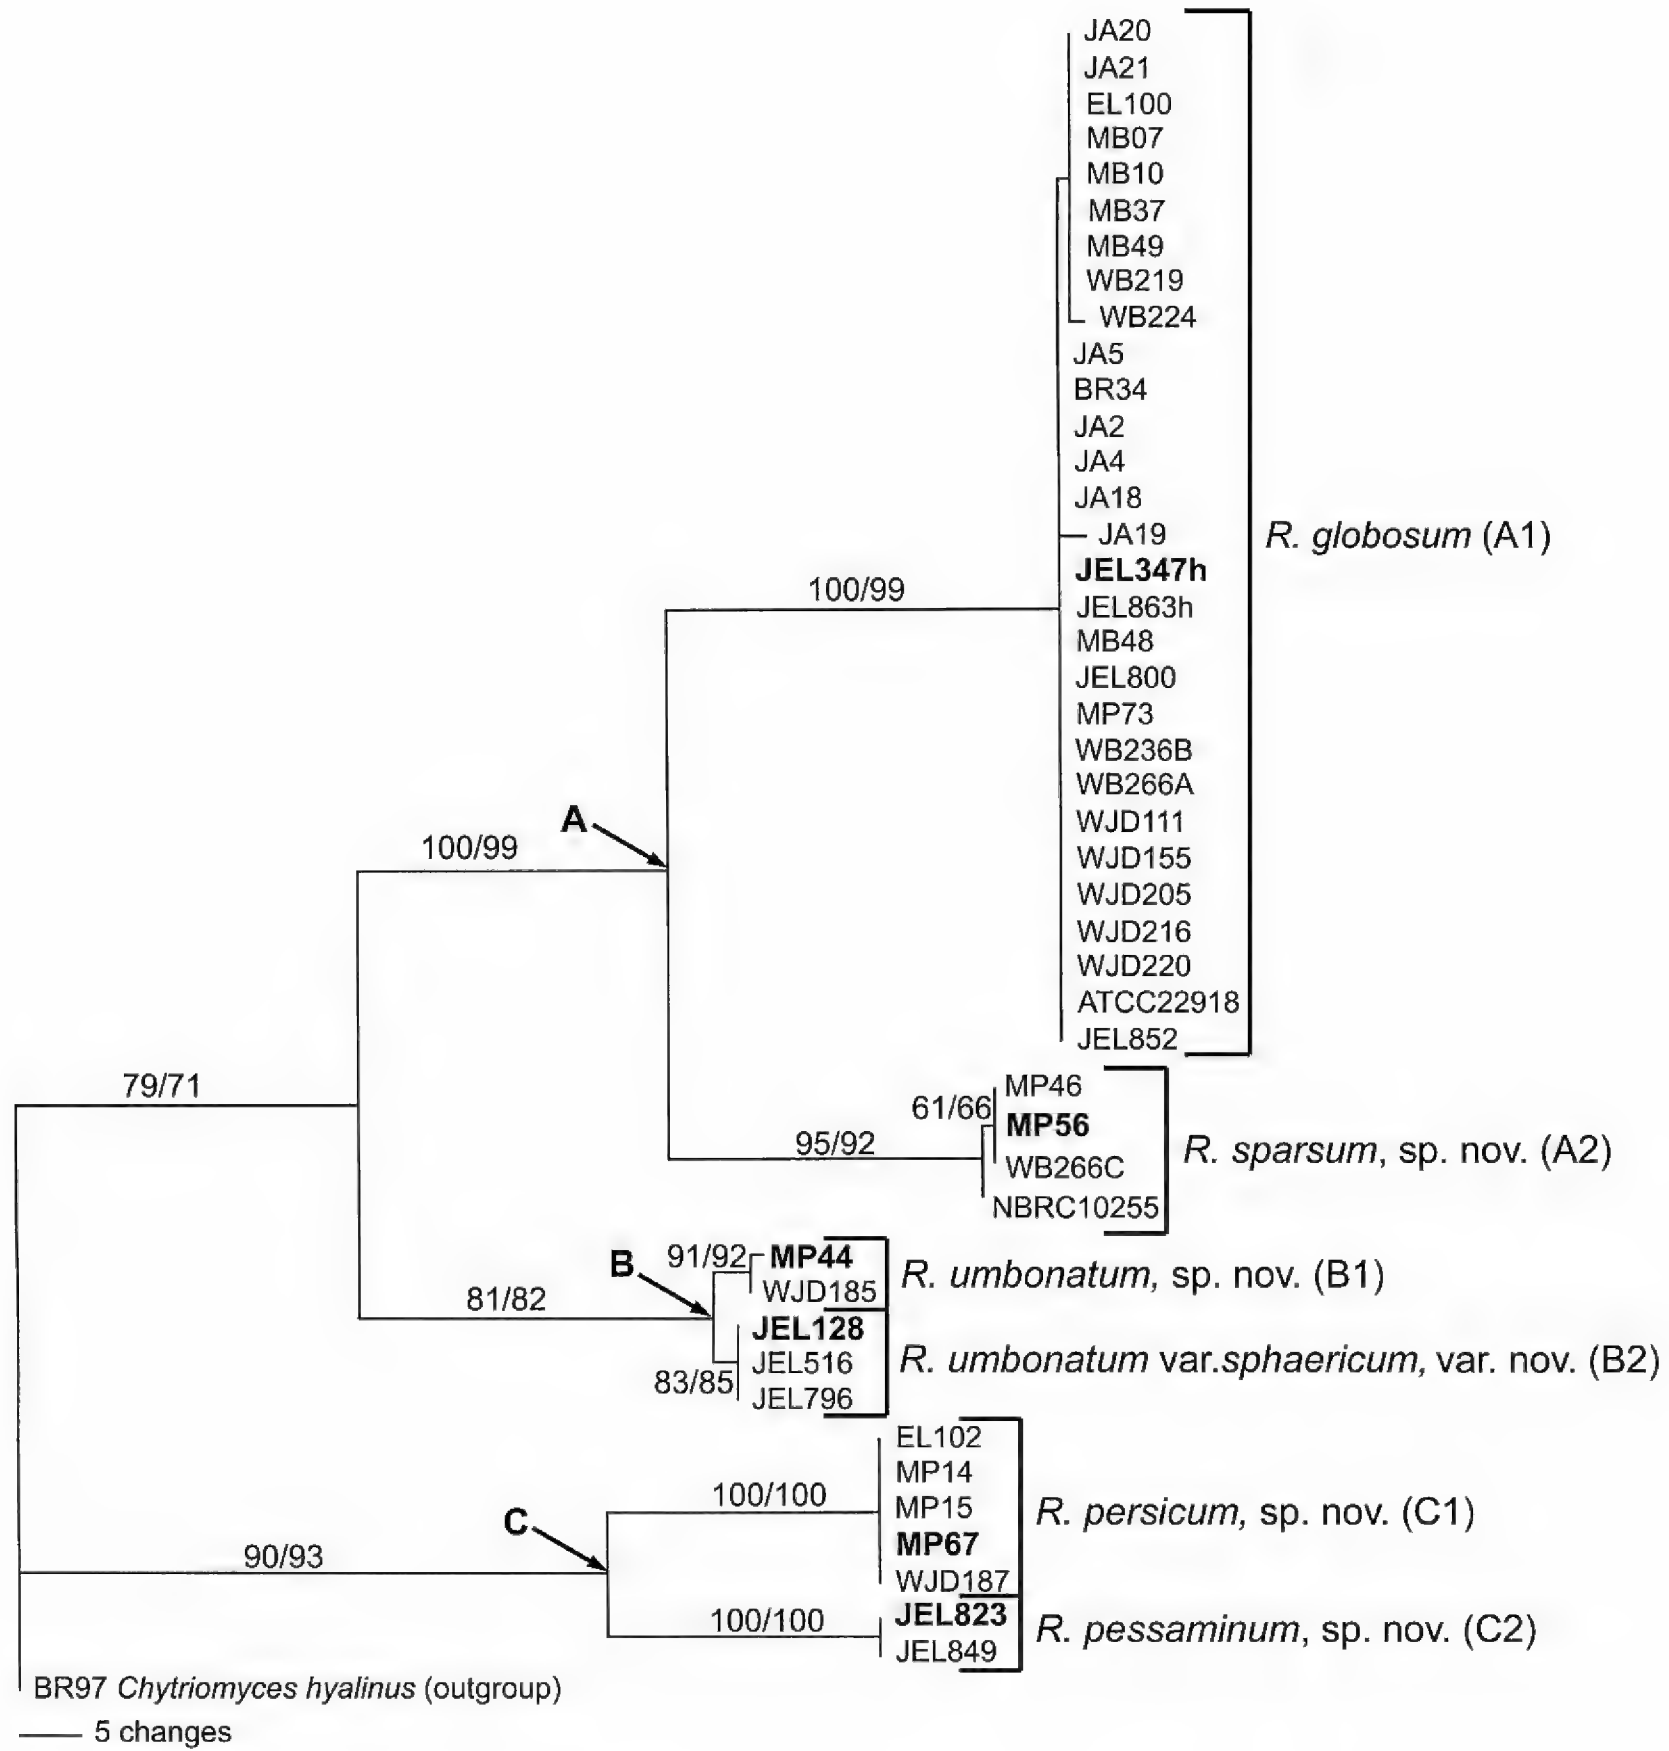 JA20
JA21
EL100
MB07
MB10
MB37
MB49
WB219
WB224
JA5
BR34
JA2
JA4
JA18
JA19
R. globosum (A1)
JEL347h
100/99
JEL863h
MB48
JEL800
MP73
WB236B
WB266A
A
WJD111
100/99
WJD155
WJD205
WJD216
WJD220
ATCC22918
JEL852
79/71
MP46
61/66
MP56
95/92
R. sparsum, sp. nov. (A2)
WB266C
NBRC10255
B
91/92
MP44
R. umbonatum, sp. nov. (B1)
WJD185
81/82
JEL128
JEL516
R. umbonatum var.sphaericum, var. nov. (B2)
83/85
JEL796
EL102
MP14
100/100
MP15
R. persicum, sp. nov. (C1)
C
MP67
90/93
WJD187
JEL823
100/100
R. pessaminum, sp. nov. (C2)
JEL849
BR97 Chytriomyces hyalinus (outgroup)
5 changes